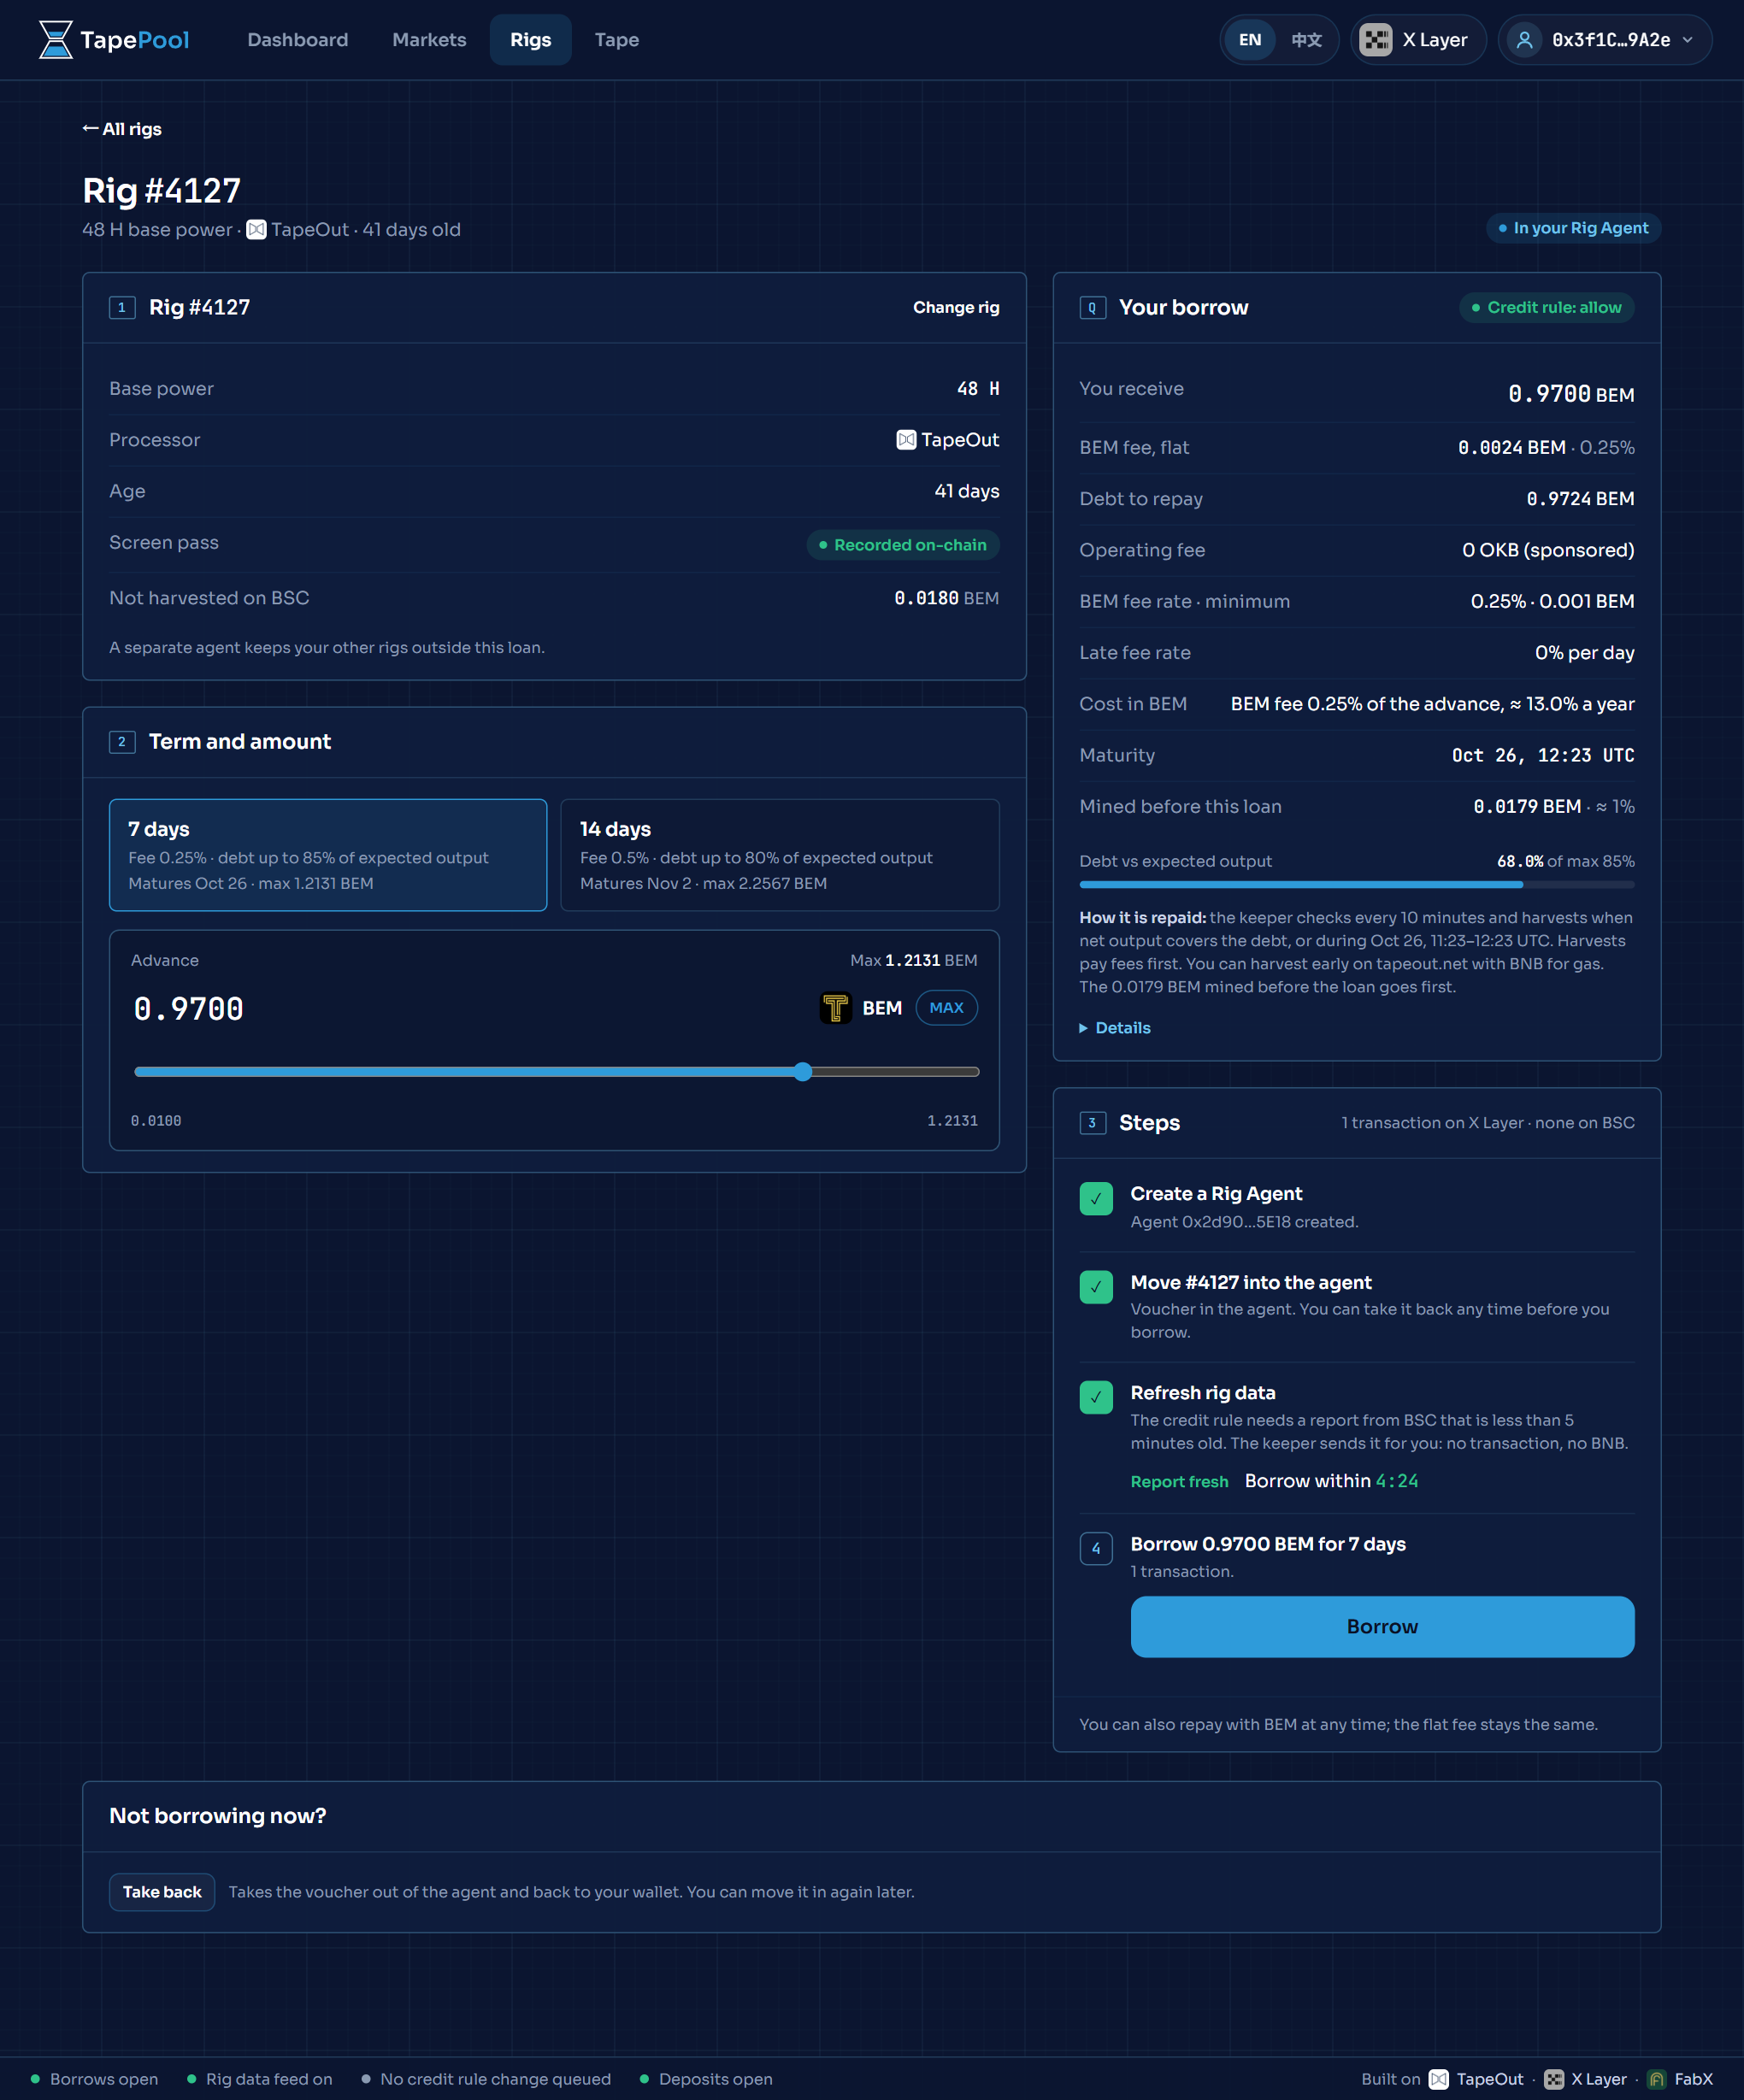 TapePool
Dashboard
Markets
Rigs
Tape
EN
中文
X Layer
0x3f1C…9A2e
← All rigs
Rig #4127
48 H base power · TapeOut · 41 days old
In your Rig Agent
1
Rig #4127
Change rig
Base power
48 H
Processor
TapeOut
Age
41 days
Screen pass
Recorded on-chain
Not harvested on BSC
0.0180 BEM
A separate agent keeps your other rigs outside this loan.
2
Term and amount
7 days
Fee 0.25% · debt up to 85% of expected output
Matures Oct 26 · max 1.2131 BEM
14 days
Fee 0.5% · debt up to 80% of expected output
Matures Nov 2 · max 2.2567 BEM
Advance
Max 1.2131 BEM
0.9700
BEM
MAX
0.0100
1.2131
Q
Your borrow
Credit rule: allow
You receive
0.9700 BEM
BEM fee, flat
0.0024 BEM · 0.25%
Debt to repay
0.9724 BEM
Operating fee
0 OKB (sponsored)
BEM fee rate · minimum
0.25% · 0.001 BEM
Late fee rate
0% per day
Cost in BEM
BEM fee 0.25% of the advance, ≈ 13.0% a year
Maturity
Oct 26, 12:23 UTC
Mined before this loan
0.0179 BEM · ≈ 1%
Debt vs expected output
68.0% of max 85%
How it is repaid: the keeper checks every 10 minutes and harvests when
net output covers the debt, or during Oct 26, 11:23–12:23 UTC. Harvests
pay fees first. You can harvest early on tapeout.net with BNB for gas.
The 0.0179 BEM mined before the loan goes first.
Details
3
Steps
1 transaction on X Layer · none on BSC
Create a Rig Agent
Agent 0x2d90…5E18 created.
Move #4127 into the agent
Voucher in the agent. You can take it back any time before you
borrow.
Refresh rig data
The credit rule needs a report from BSC that is less than 5
minutes old. The keeper sends it for you: no transaction, no BNB.
Report fresh
Borrow within 4:24
4
Borrow 0.9700 BEM for 7 days
1 transaction.
Borrow
You can also repay with BEM at any time; the flat fee stays the same.
Not borrowing now?
Take back
Takes the voucher out of the agent and back to your wallet. You can move it in again later.
Borrows open
Rig data feed on
No credit rule change queued
Deposits open
Built on TapeOut · X Layer · FabX